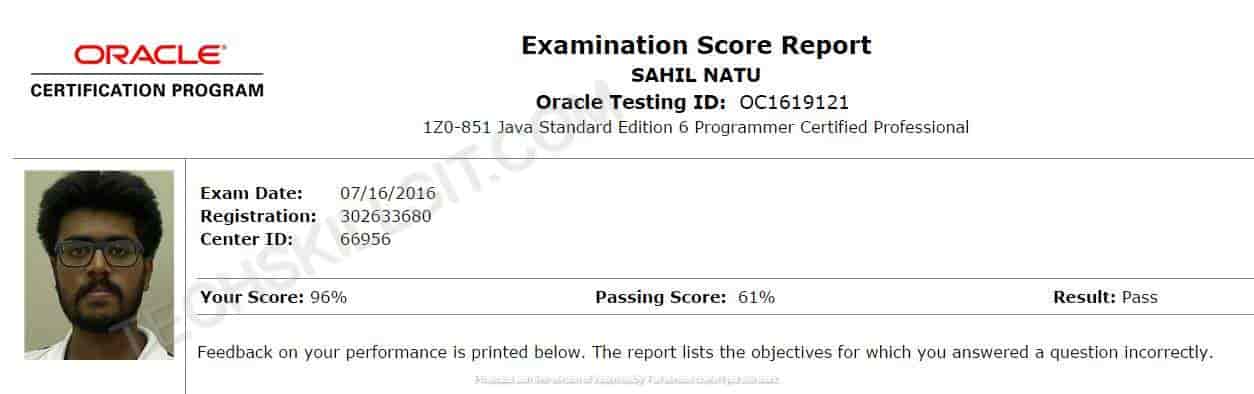 ORACLE
CERTIFICATION PROGRAM
Examination Score Report
SAHIL NATU
Oracle Testing ID: OC1619121
1Z0-851 Java Standard Edition 6 Programmer Certified Professional
Exam Date: 07/16/2016
Registration: 302633680
Center ID: 66956
Your Score: 96% Passing Score: 61% Result: Pass
Feedback on your performance is printed below. The report lists the objectives for which you answered a question incorrectly.
TECHSKILLSIT.COM